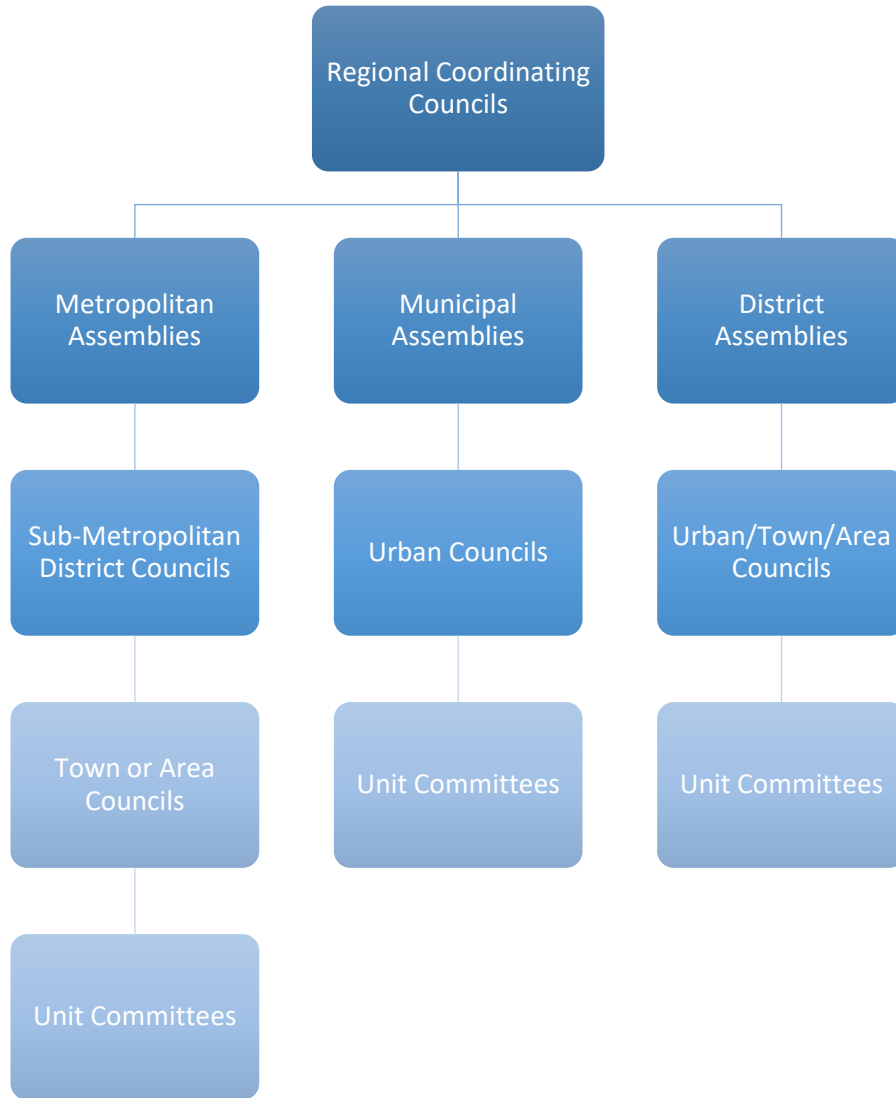 Regional Coordinating
Councils
Metropolitan
Assemblies
Municipal
Assemblies
District
Assemblies
Sub-Metropolitan
District Councils
Urban Councils
Urban/Town/Area
Councils
Town or Area
Councils
Unit Committees
Unit Committees
Unit Committees